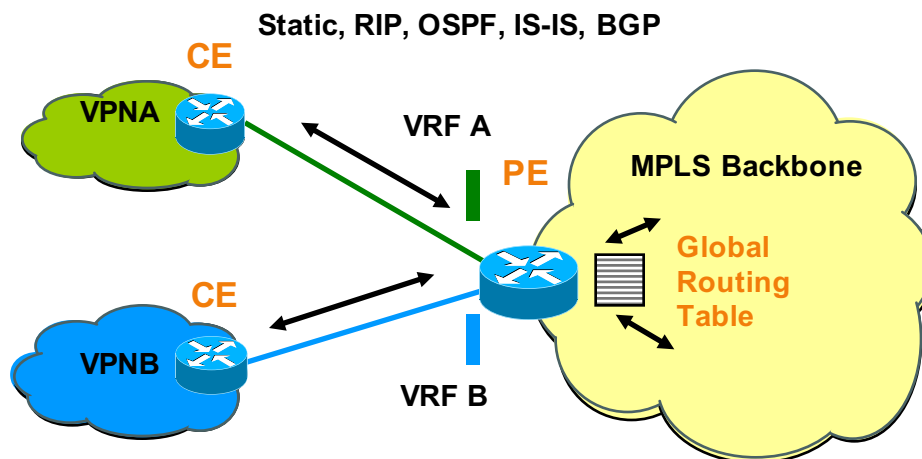 Static, RIP, OSPF, IS-IS, BGP
CE
VPNA
VRF A
PE
MPLS Backbone
Global
Routing
Table
CE
VPNB
VRF B